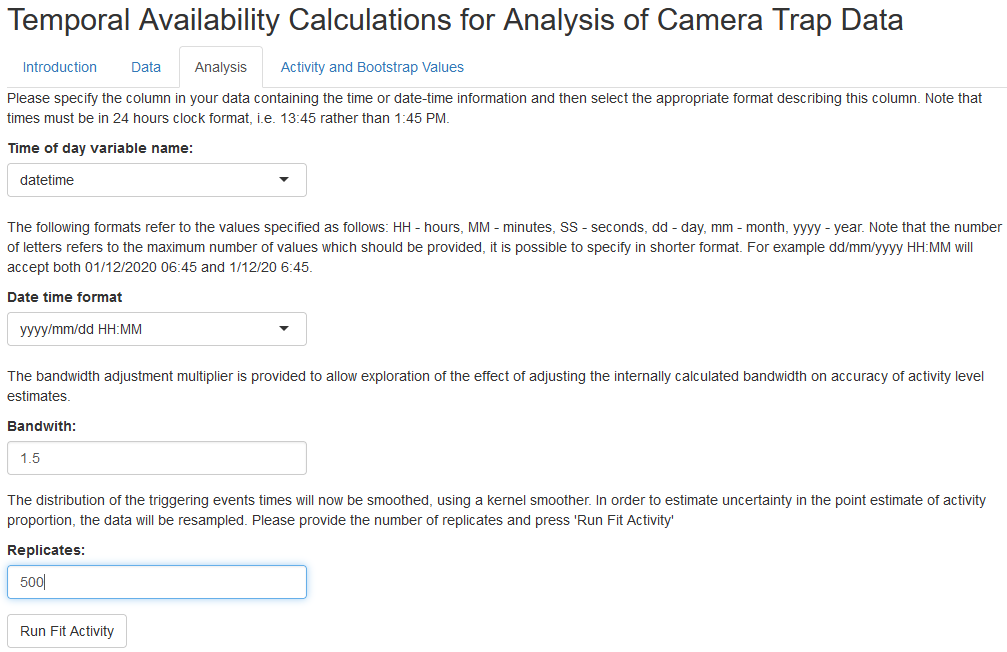 Temporal Availability Calculations for Analysis of Camera Trap Data
Introduction Data Analysis Activity and Bootstrap Values
Please specify the column in your data containing the time or date-time information and then select the appropriate format describing this column. Note that
times must be in 24 hours clock format, i.e. 13:45 rather than 1:45 PM.
Time of day variable name:
datetime
The following formats refer to the values specified as follows: HH - hours, MM - minutes, SS - seconds, dd - day, mm - month, yyyy - year. Note that the number
of letters refers to the maximum number of values which should be provided, it is possible to specify in shorter format. For example dd/mm/yyyy HH:MM will
accept both 01/12/2020 06:45 and 1/12/20 6:45.
Date time format
yyyy/mm/dd HH:MM
The bandwidth adjustment multiplier is provided to allow exploration of the effect of adjusting the internally calculated bandwidth on accuracy of activity level
estimates.
Bandwith:
1.5
The distribution of the triggering events times will now be smoothed, using a kernel smoother. In order to estimate uncertainty in the point estimate of activity
proportion, the data will be resampled. Please provide the number of replicates and press 'Run Fit Activity'
Replicates:
500
Run Fit Activity